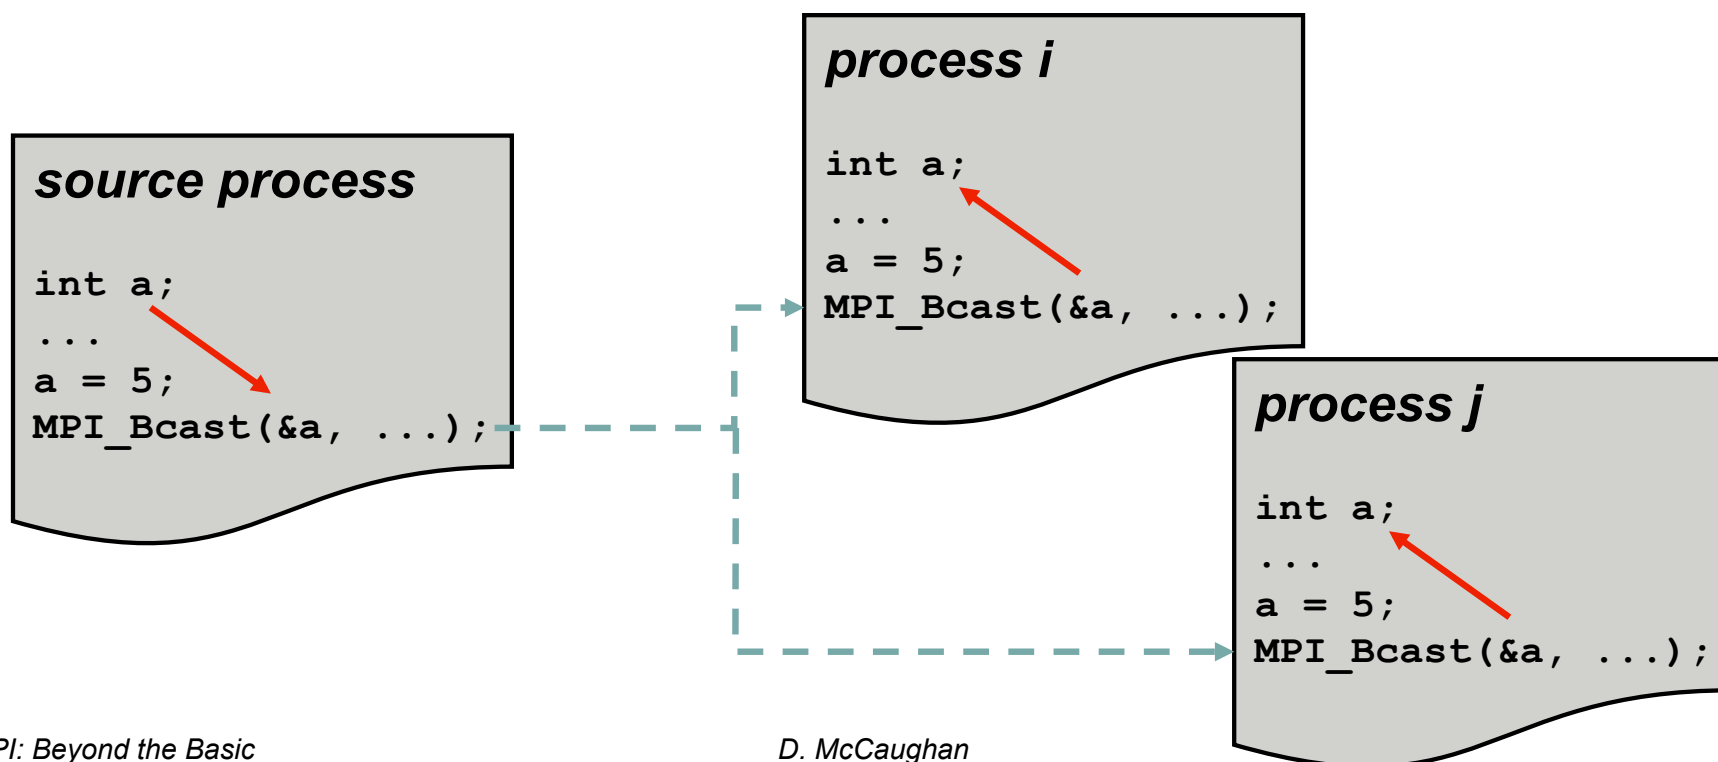 source process
int a;
...
a = 5;
MPI_Bcast(&a, ...);
process i
int a;
...
a = 5;
MPI_Bcast(&a, ...);
process j
int a;
...
a = 5;
MPI_Bcast(&a, ...);
PI: Beyond the Basic
D. McCaughan